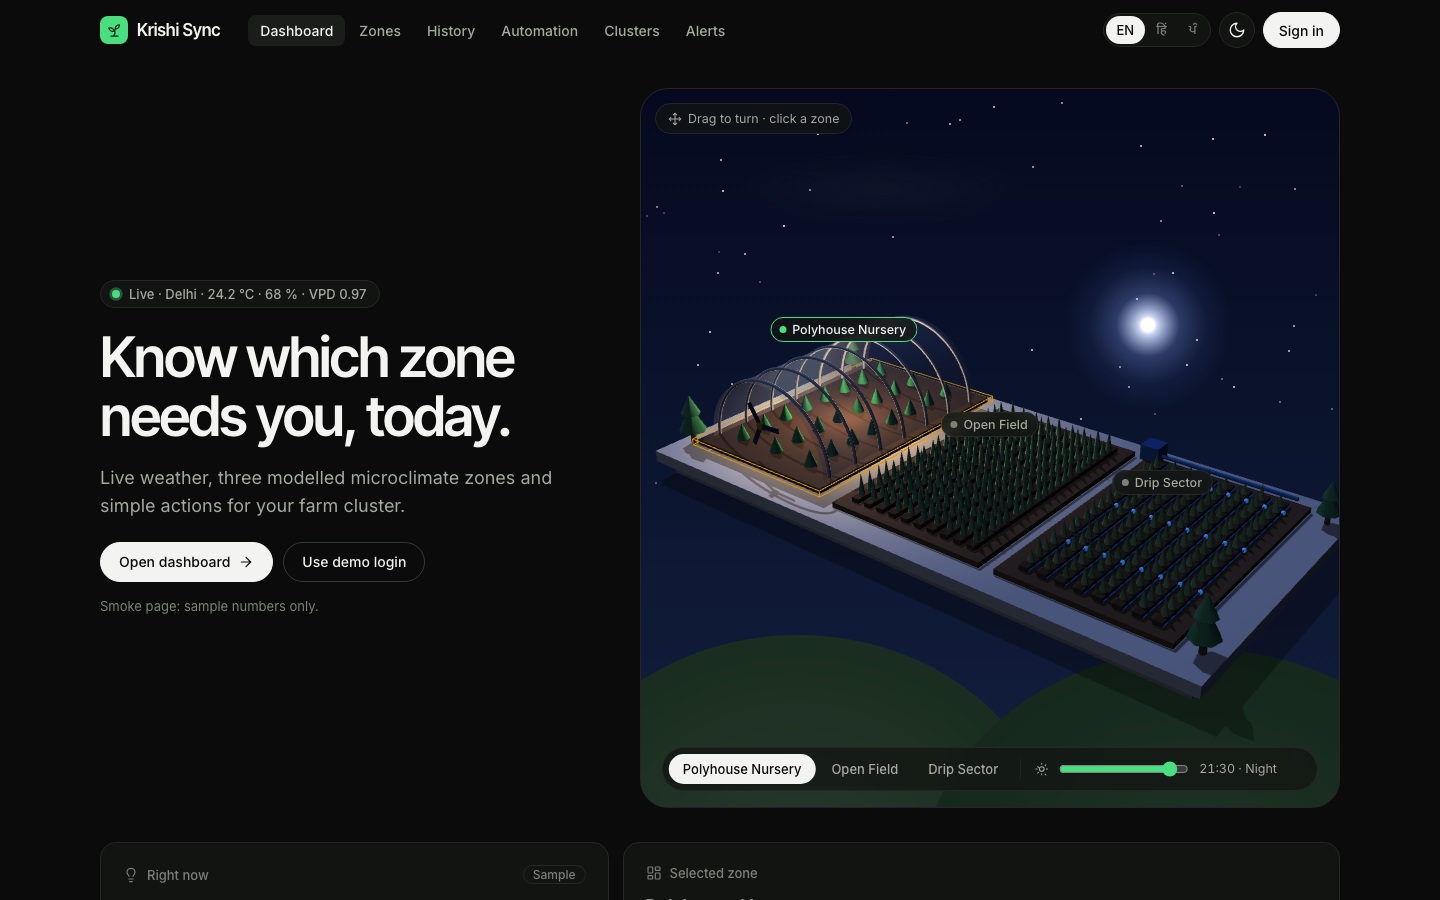 Krishi Sync
Dashboard
Zones
History
Automation
Clusters
Alerts
EN
हिं
ਪੰ
Sign in
Drag to turn · click a zone
Live · Delhi · 24.2 °C · 68 % · VPD 0.97
Know which zone
needs you, today.
Live weather, three modelled microclimate zones and
simple actions for your farm cluster.
Open dashboard
Use demo login
Smoke page: sample numbers only.
Polyhouse Nursery
Open Field
Drip Sector
Polyhouse Nursery
Open Field
Drip Sector
21:30 · Night
Right now
Sample
Selected zone